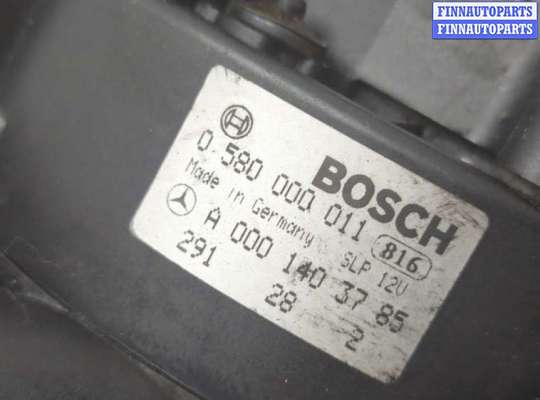 FINNAUTOPARTS
FINNAUTOPARTS
BOSCH
0 580 000 011 816
Made in Germany SLP 12V
A 000 140 37 85
291 28 2